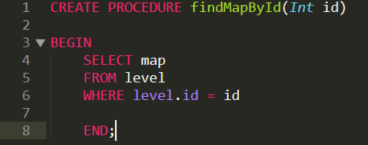 1 CREATE PROCEDURE findMapById(Int id)
2
3 BEGIN
4 SELECT map
5 FROM level
6 WHERE level.id = id
7
8 END;